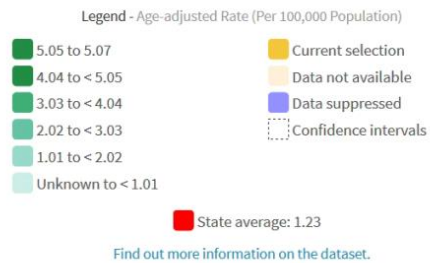 Legend - Age-adjusted Rate (Per 100,000 Population)
5.05 to 5.07
4.04 to < 5.05
3.03 to < 4.04
2.02 to < 3.03
1.01 to < 2.02
Unknown to < 1.01
Current selection
Data not available
Data suppressed
Confidence intervals
State average: 1.23
Find out more information on the dataset.